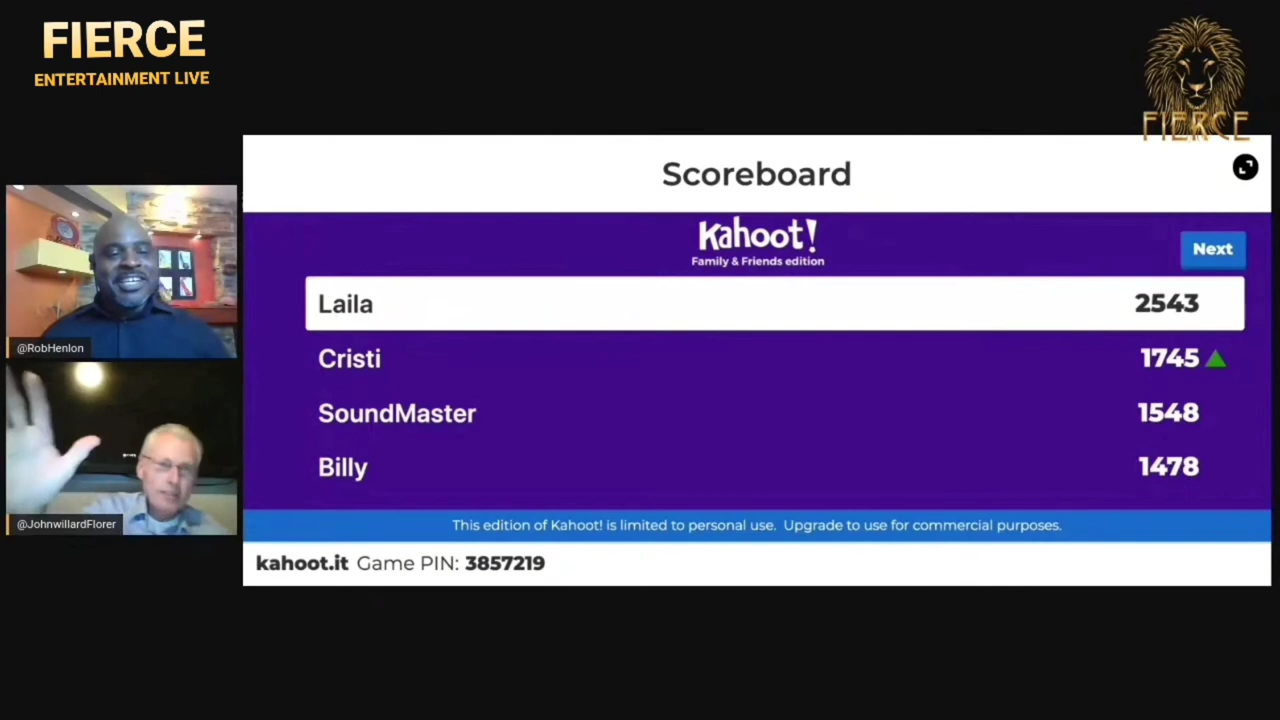 FIERCE
ENTERTAINMENT LIVE
FIERCE
Scoreboard
Kahoot!
Family & Friends edition
Next
Laila 2543
Cristi 1745
SoundMaster 1548
Billy 1478
This edition of Kahoot! is limited to personal use. Upgrade to use for commercial purposes.
kahoot.it Game PIN: 3857219
@RobHenlon
@JohnwillardFlorer